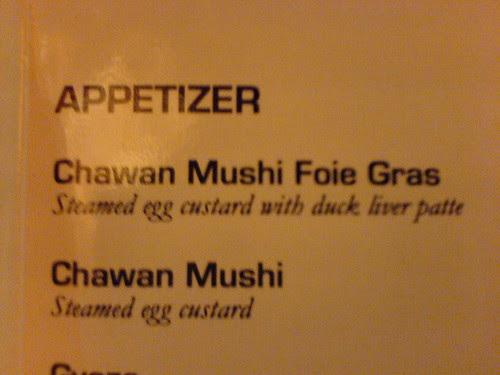 APPETIZER
Chawan Mushi Foie Gras
Steamed egg custard with duck liver patte
Chawan Mushi
Steamed egg custard